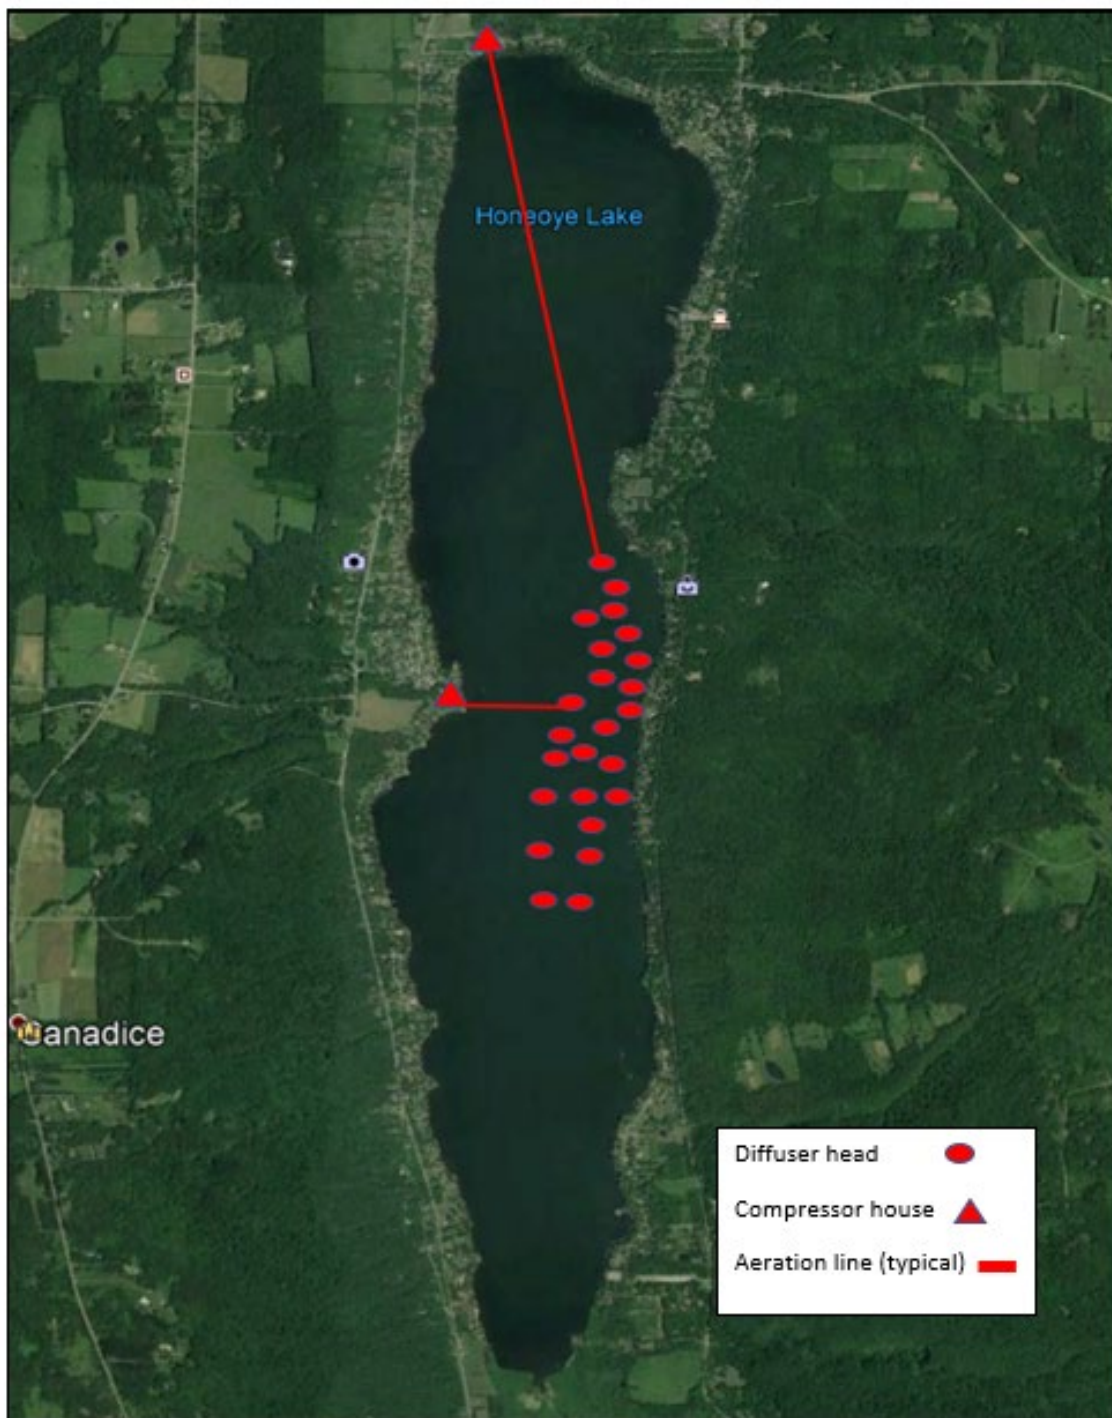 Honeoye Lake
Canadice
Diffuser head
Compressor house
Aeration line (typical)